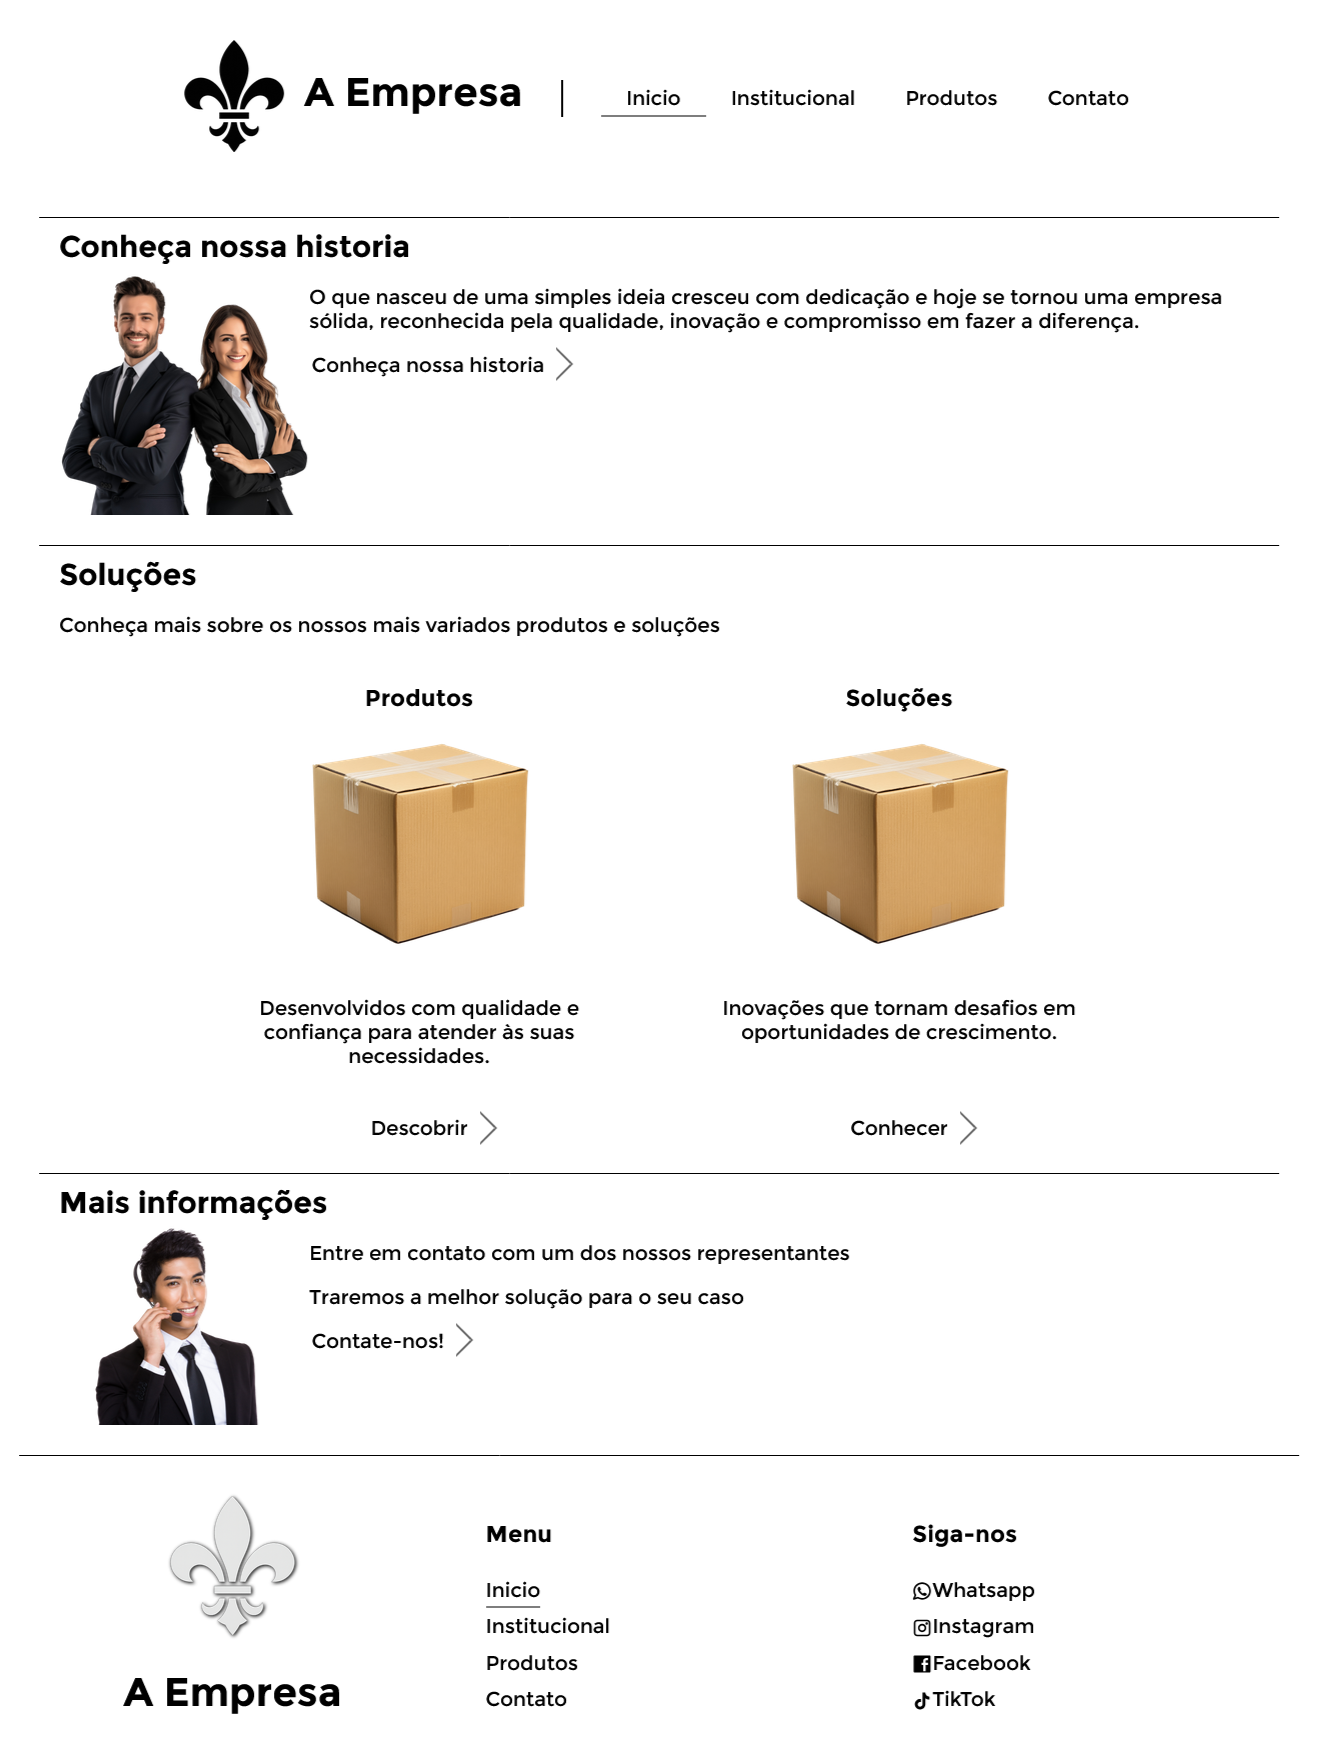 A Empresa
Inicio Institucional Produtos Contato
Conheça nossa historia
O que nasceu de uma simples ideia cresceu com dedicação e hoje se tornou uma empresa
sólida, reconhecida pela qualidade, inovação e compromisso em fazer a diferença.
Conheça nossa historia
Soluções
Conheça mais sobre os nossos mais variados produtos e soluções
Produtos
Desenvolvidos com qualidade e
confiança para atender às suas
necessidades.
Descobrir
Soluções
Inovações que tornam desafios em
oportunidades de crescimento.
Conhecer
Mais informações
Entre em contato com um dos nossos representantes
Traremos a melhor solução para o seu caso
Contate-nos!
A Empresa
Menu
Inicio
Institucional
Produtos
Contato
Siga-nos
Whatsapp
Instagram
Facebook
TikTok